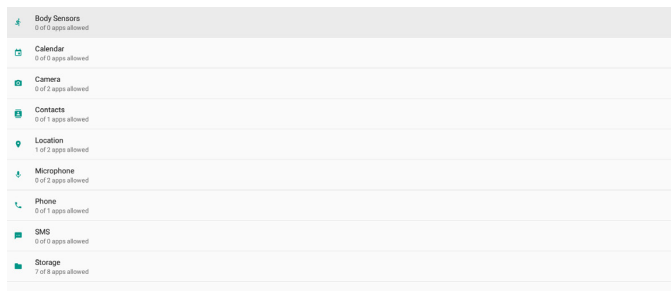 Body Sensors
0 of 0 apps allowed
Calendar
0 of 0 apps allowed
Camera
0 of 2 apps allowed
Contacts
0 of 1 apps allowed
Location
1 of 2 apps allowed
Microphone
0 of 2 apps allowed
Phone
0 of 1 apps allowed
SMS
0 of 0 apps allowed
Storage
7 of 8 apps allowed